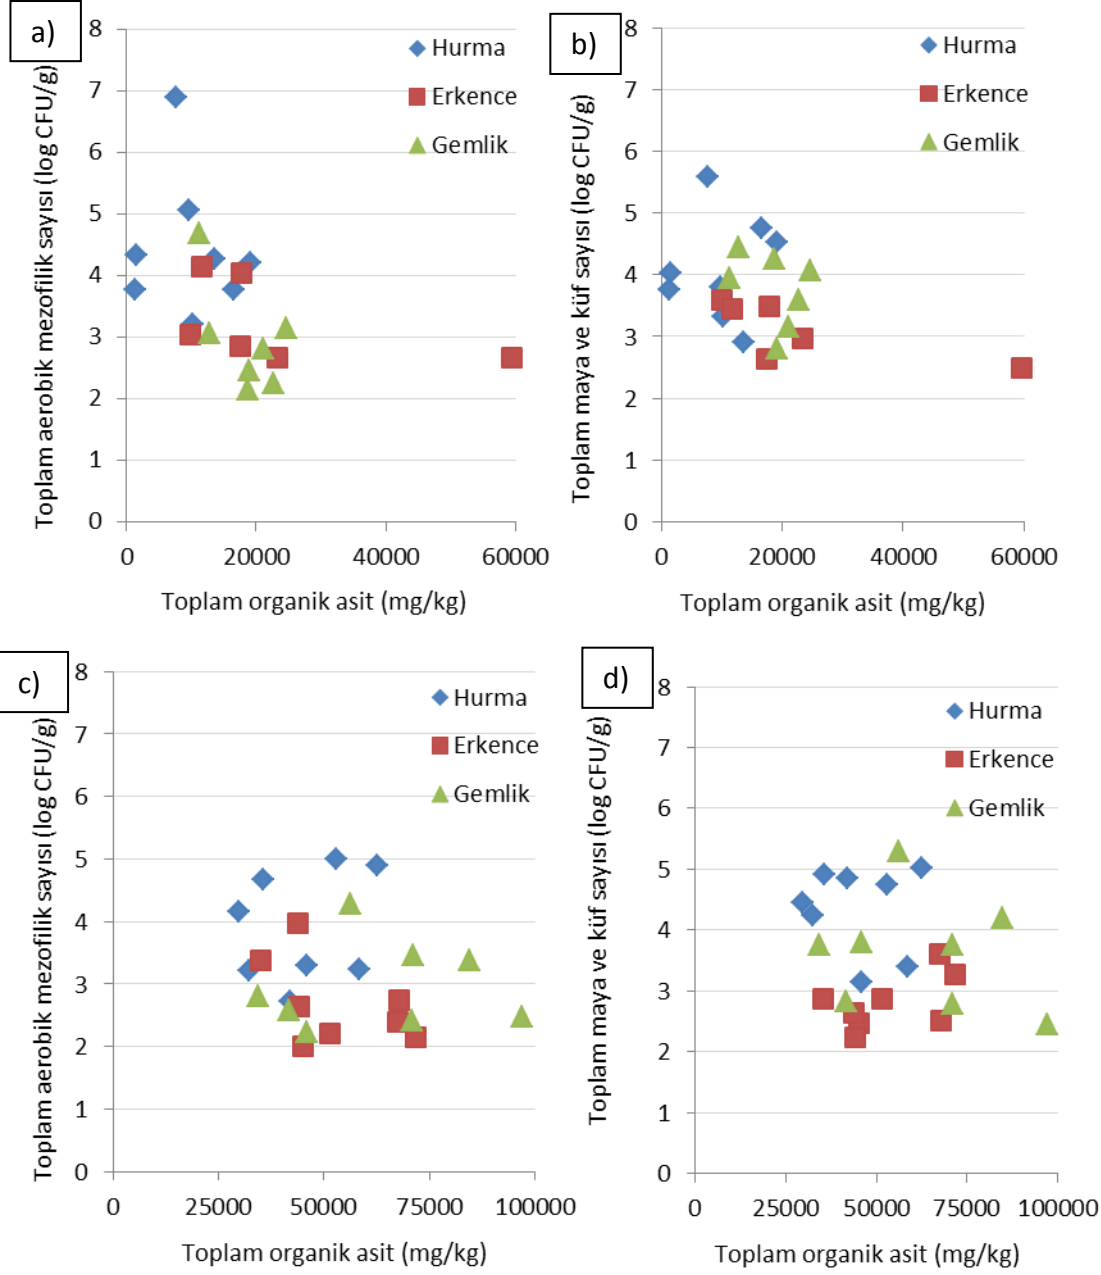 a)
Toplam aerobik mezofilik sayısı (log CFU/g)
8
7
6
5
4
3
2
1
0
0 20000 40000 60000
Toplam organik asit (mg/kg)
Hurma
Erkence
Gemlik
b)
Toplam maya ve küf sayısı (log CFU/g)
8
7
6
5
4
3
2
1
0
0 20000 40000 60000
Toplam organik asit (mg/kg)
Hurma
Erkence
Gemlik
c)
Toplam aerobik mezofilik sayısı (log CFU/g)
8
7
6
5
4
3
2
1
0
0 25000 50000 75000 100000
Toplam organik asit (mg/kg)
Hurma
Erkence
Gemlik
d)
Toplam maya ve küf sayısı (log CFU/g)
8
7
6
5
4
3
2
1
0
0 25000 50000 75000 100000
Toplam organik asit (mg/kg)
Hurma
Erkence
Gemlik